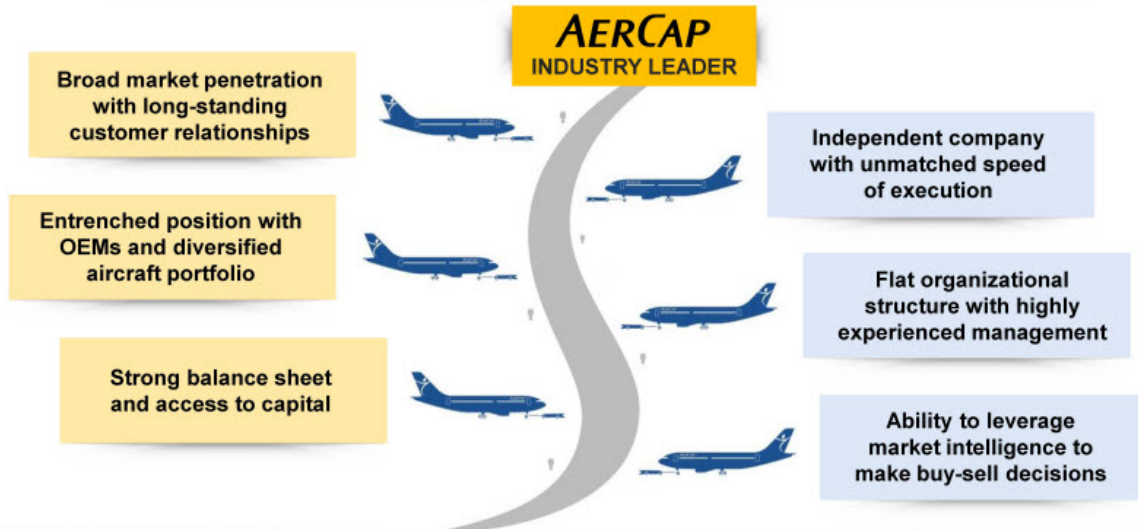 AERCAP
INDUSTRY LEADER
Broad market penetration
with long-standing
customer relationships
Independent company
with unmatched speed
of execution
Entrenched position with
OEMs and diversified
aircraft portfolio
Flat organizational
structure with highly
experienced management
Strong balance sheet
and access to capital
Ability to leverage
market intelligence to
make buy-sell decisions